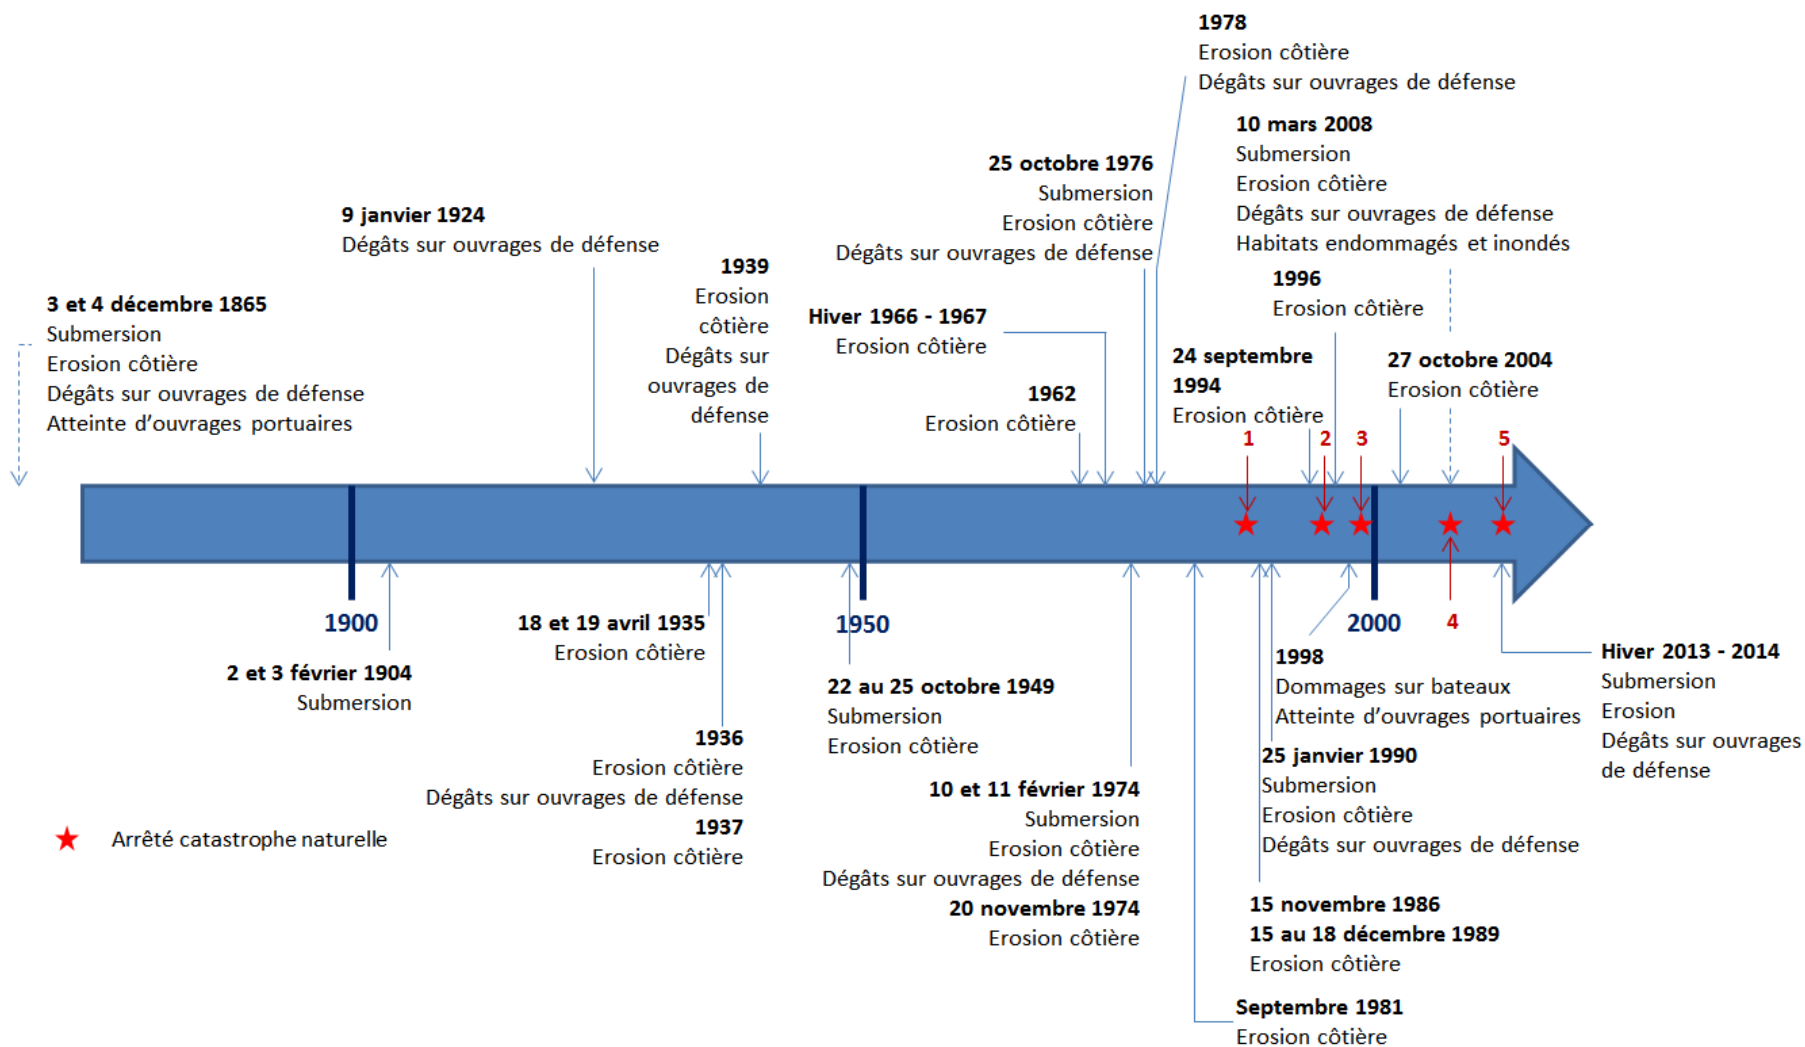 1978
Erosion côtière
Dégâts sur ouvrages de défense
10 mars 2008
Submersion
Erosion côtière
Dégâts sur ouvrages de défense
Habitats endommagés et inondés
25 octobre 1976
Submersion
Erosion côtière
Dégâts sur ouvrages de défense
9 janvier 1924
Dégâts sur ouvrages de défense
1939
Erosion
côtière
Dégâts sur
ouvrages de
défense
3 et 4 décembre 1865
Submersion
Erosion côtière
Dégâts sur ouvrages de défense
Atteinte d'ouvrages portuaires
Hiver 1966 - 1967
Erosion côtière
1996
Erosion côtière
24 septembre
1994
Erosion côtière
27 octobre 2004
Erosion côtière
1962
Erosion côtière
1
2
3
5
1900
1950
2000
4
2 et 3 février 1904
Submersion
18 et 19 avril 1935
Erosion côtière
1936
Erosion côtière
Dégâts sur ouvrages de défense
1937
Erosion côtière
22 au 25 octobre 1949
Submersion
Erosion côtière
10 et 11 février 1974
Submersion
Erosion côtière
Dégâts sur ouvrages de défense
20 novembre 1974
Erosion côtière
1998
Dommages sur bateaux
Atteinte d'ouvrages portuaires
25 janvier 1990
Submersion
Erosion côtière
Dégâts sur ouvrages de défense
15 novembre 1986
15 au 18 décembre 1989
Erosion côtière
Septembre 1981
Erosion côtière
Hiver 2013 - 2014
Submersion
Erosion
Dégâts sur ouvrages
de défense
Arrêté catastrophe naturelle